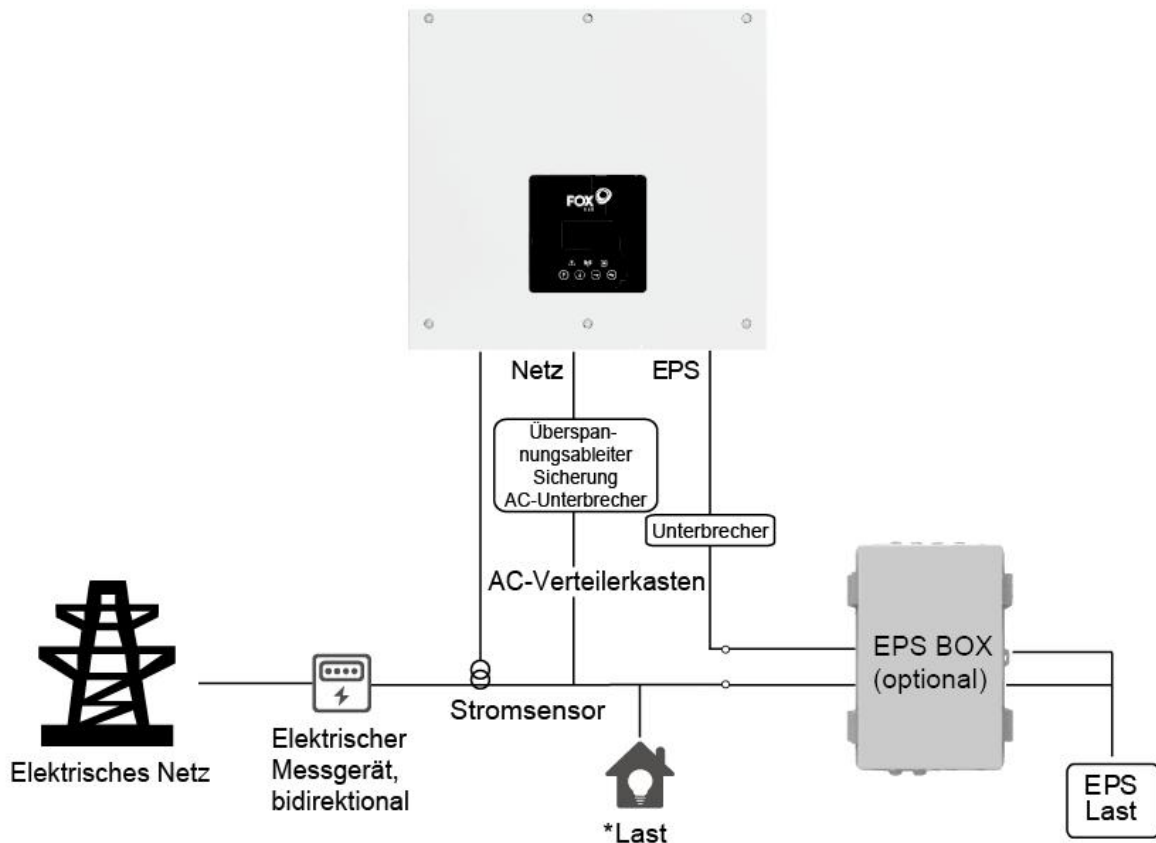 FOX
Netz
EPS
Überspan-
nungsableiter
Sicherung
AC-Unterbrecher
Unterbrecher
AC-Verteilerkasten
EPS BOX
(optional)
Stromsensor
Elektrisches Netz
Elektrischer
Messgerät,
bidirektional
*Last
EPS
Last